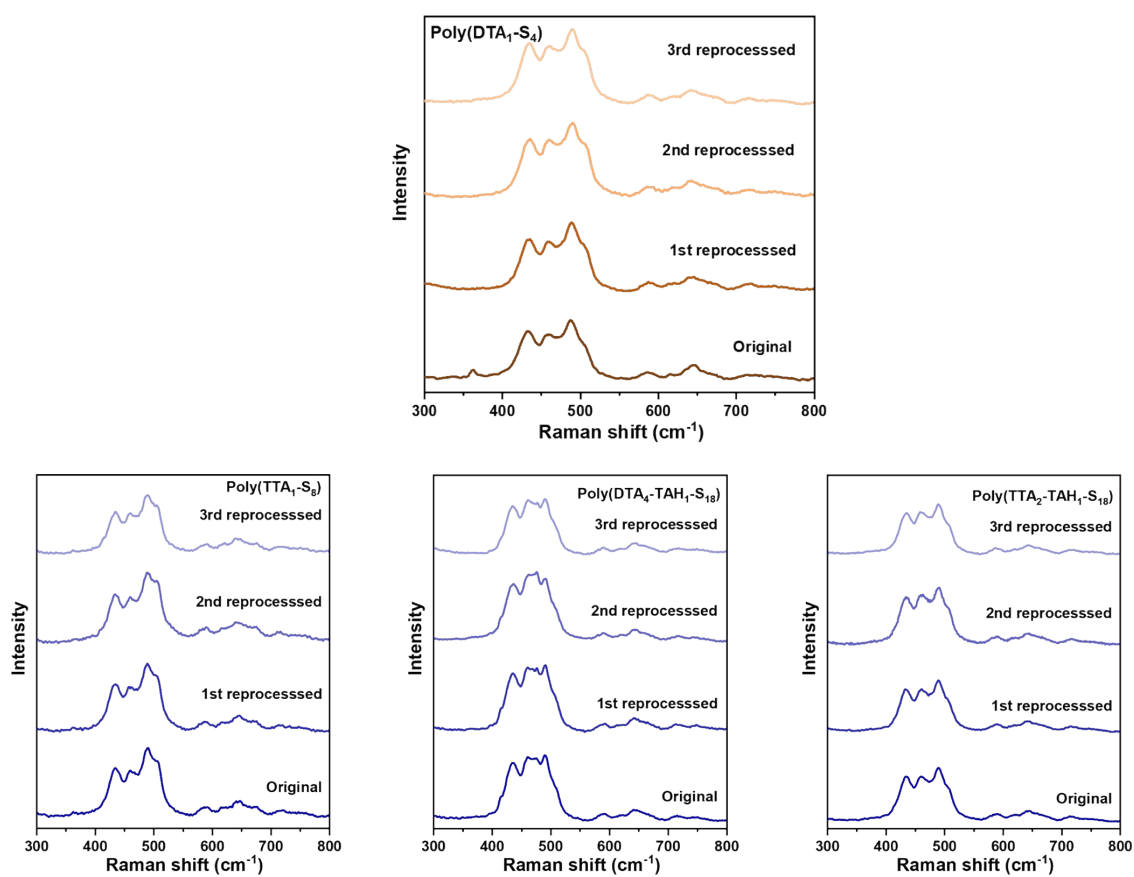 Poly(DTA₁-S₄)
3rd reprocesssed
2nd reprocesssed
1st reprocesssed
Original
Intensity
300 400 500 600 700 800
Raman shift (cm⁻¹)
Poly(TTA₁-S₈)
3rd reprocesssed
2nd reprocesssed
1st reprocesssed
Original
Intensity
300 400 500 600 700 800
Raman shift (cm⁻¹)
Poly(DTA₄-TAH₁-S₁₈)
3rd reprocesssed
2nd reprocesssed
1st reprocesssed
Original
Intensity
300 400 500 600 700 800
Raman shift (cm⁻¹)
Poly(TTA₂-TAH₁-S₁₈)
3rd reprocesssed
2nd reprocesssed
1st reprocesssed
Original
Intensity
300 400 500 600 700 800
Raman shift (cm⁻¹)